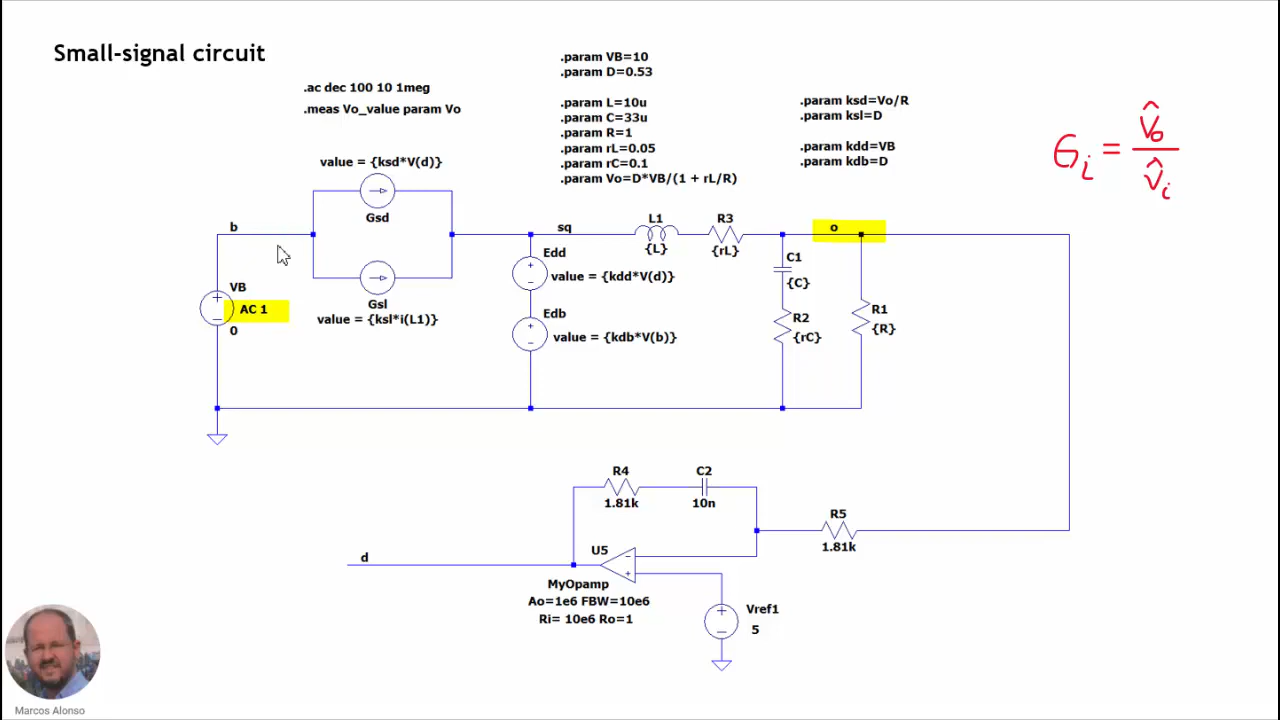 Small-signal circuit
.ac dec 100 10 1meg
.meas Vo_value param Vo
.param VB=10
.param D=0.53
.param L=10u
.param C=33u
.param R=1
.param rL=0.05
.param rC=0.1
.param Vo=D*VB/(1 + rL/R)
.param ksd=Vo/R
.param ksl=D
.param kdd=VB
.param kdb=D
Gi = v̂o / v̂i
value = {ksd*V(d)}
Gsd
b
sq
L1
{L}
R3
{rL}
o
Gsl
value = {ksl*i(L1)}
VB
+
−
AC 1
0
Edd
+
−
value = {kdd*V(d)}
Edb
+
−
value = {kdb*V(b)}
C1
{C}
R2
{rC}
R1
{R}
R4
1.81k
C2
10n
R5
1.81k
d
U5
−
+
MyOpamp
Ao=1e6 FBW=10e6
Ri= 10e6 Ro=1
Vref1
+
−
5
Marcos Alonso